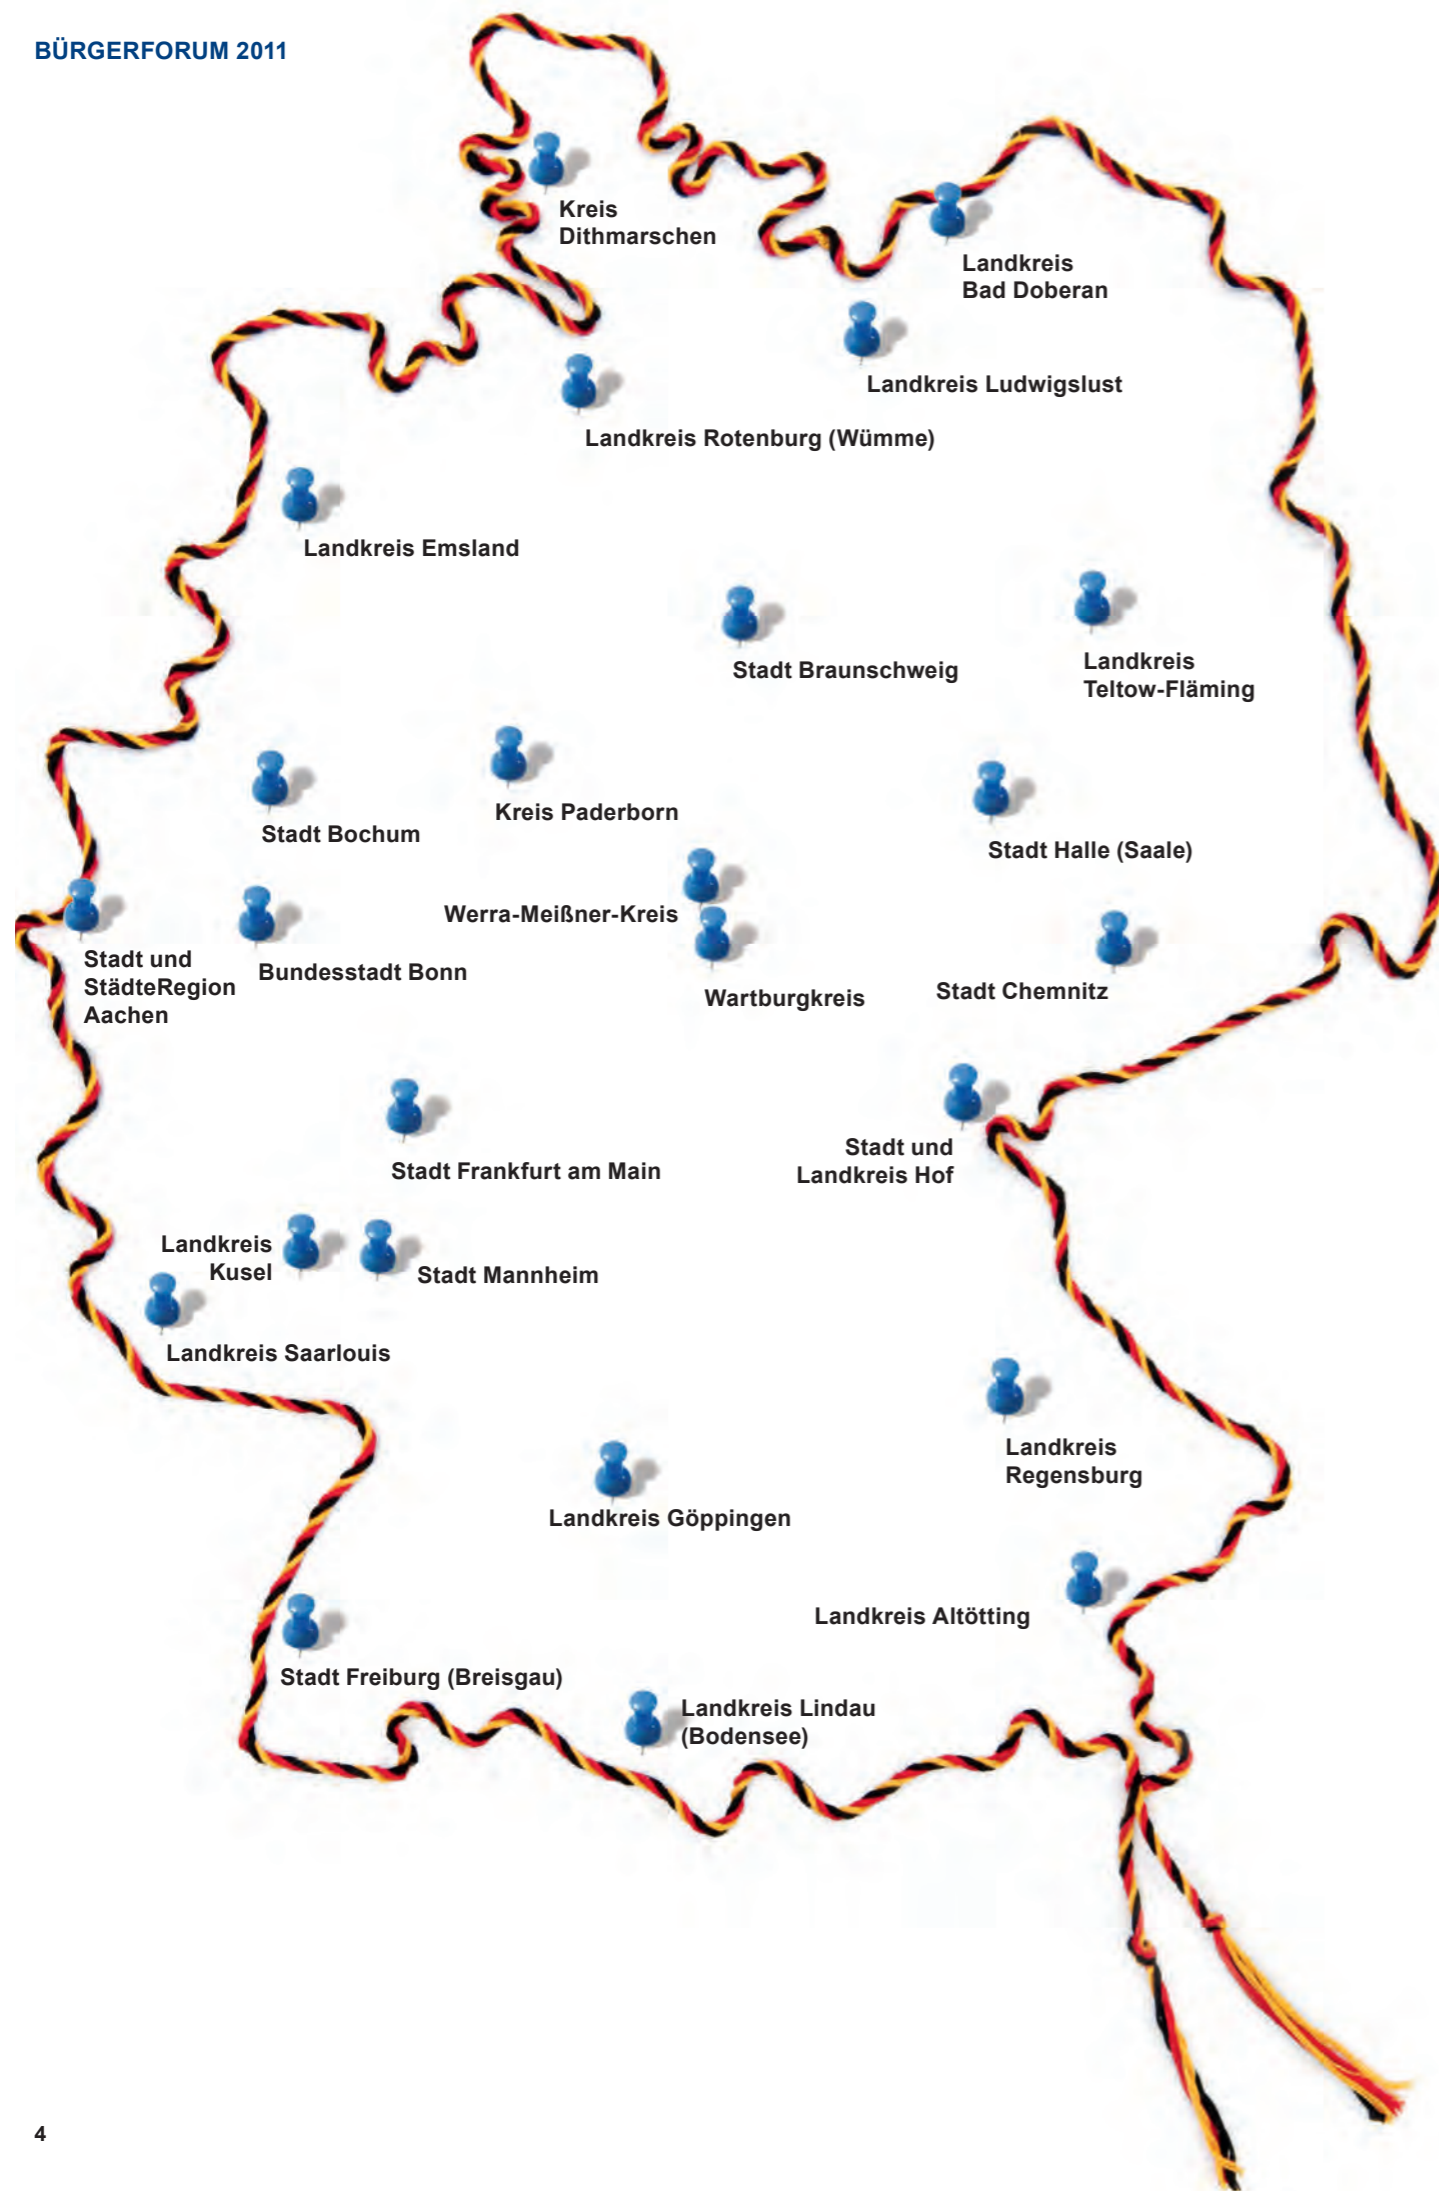 BÜRGERFORUM 2011
Kreis
Dithmarschen
Landkreis
Bad Doberan
Landkreis Ludwigslust
Landkreis Rotenburg (Wümme)
Landkreis Emsland
Stadt Braunschweig
Landkreis
Teltow-Fläming
Kreis Paderborn
Stadt Bochum
Stadt Halle (Saale)
Werra-Meißner-Kreis
Stadt und
StädteRegion
Aachen
Bundesstadt Bonn
Wartburgkreis
Stadt Chemnitz
Stadt und
Landkreis Hof
Stadt Frankfurt am Main
Landkreis
Kusel
Stadt Mannheim
Landkreis Saarlouis
Landkreis
Regensburg
Landkreis Göppingen
Landkreis Altötting
Stadt Freiburg (Breisgau)
Landkreis Lindau
(Bodensee)
4